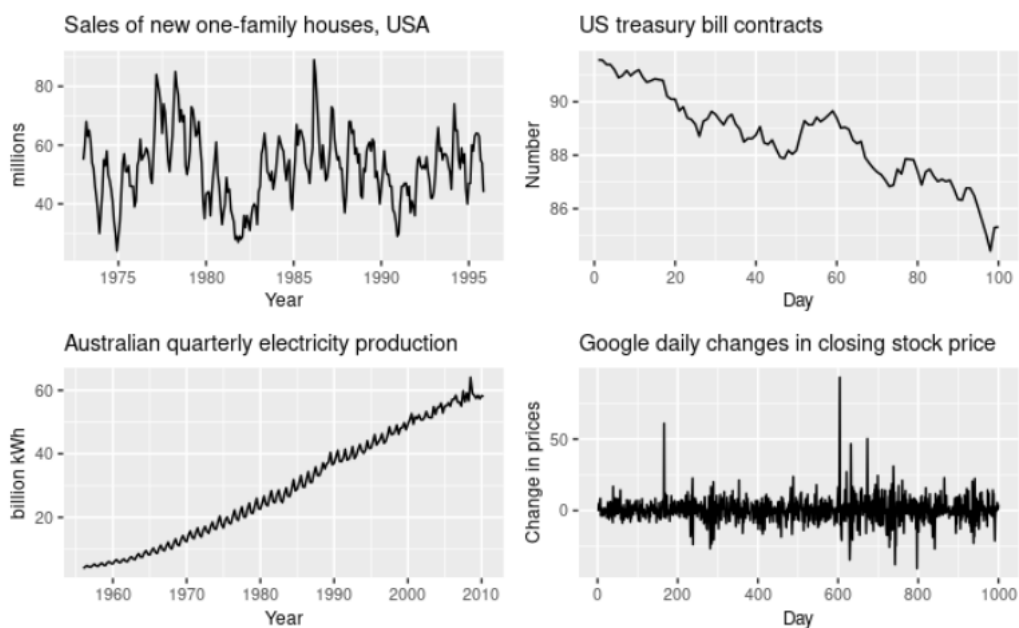 Sales of new one-family houses, USA
millions
80
60
40
1975 1980 1985 1990 1995
Year
US treasury bill contracts
Number
90
88
86
0 20 40 60 80 100
Day
Australian quarterly electricity production
billion kWh
60
40
20
1960 1970 1980 1990 2000 2010
Year
Google daily changes in closing stock price
Change in prices
50
0
0 200 400 600 800 1000
Day